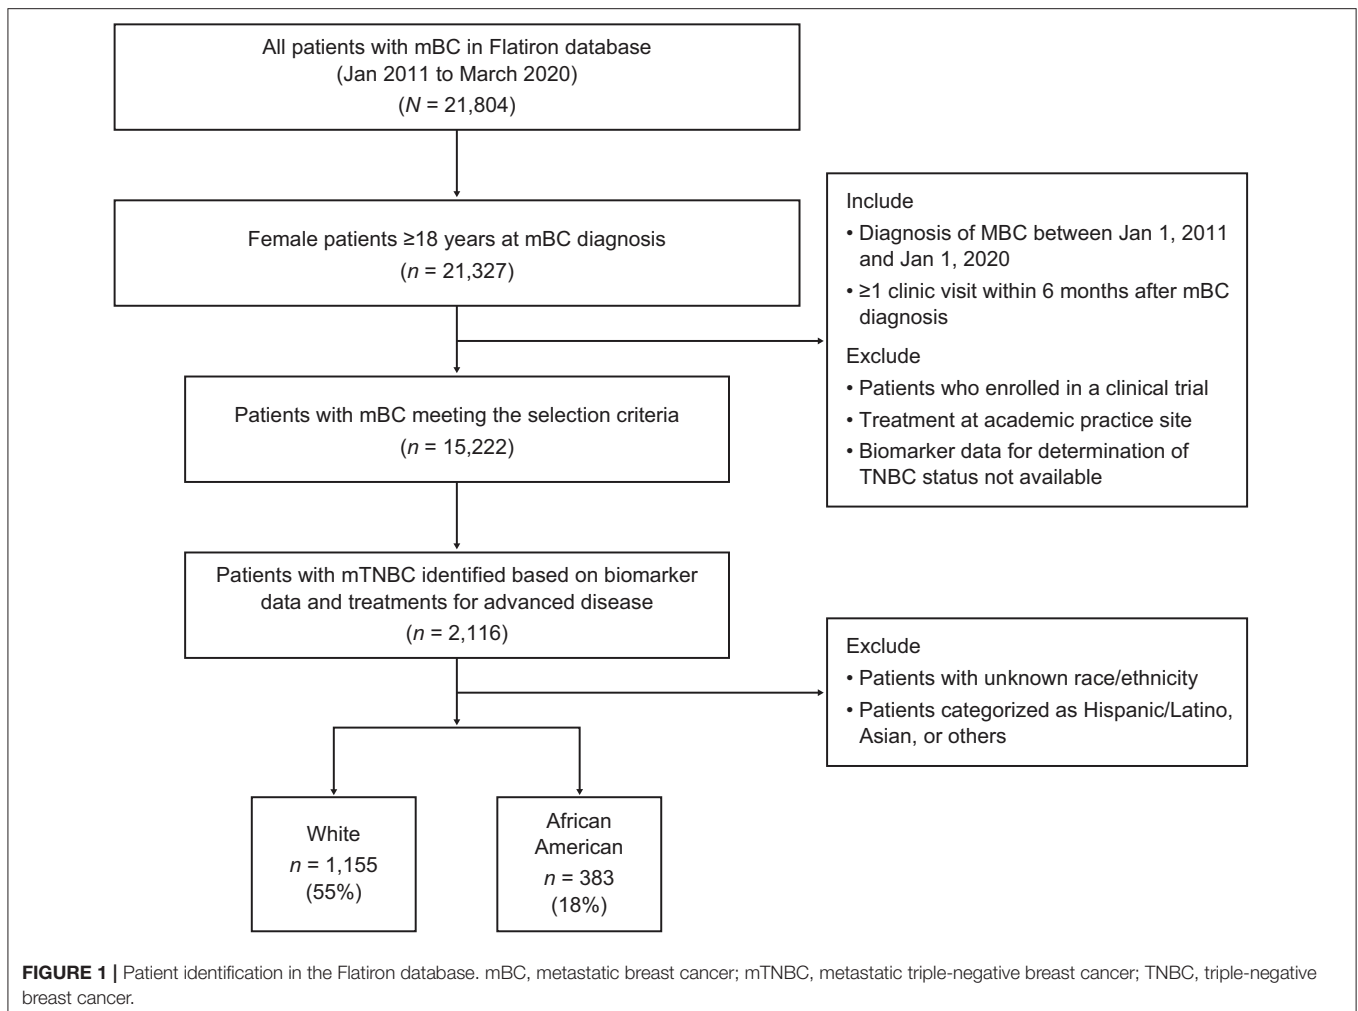 All patients with mBC in Flatiron database
(Jan 2011 to March 2020)
(N = 21,804)
Female patients ≥18 years at mBC diagnosis
(n = 21,327)
Include
• Diagnosis of MBC between Jan 1, 2011
and Jan 1, 2020
• ≥1 clinic visit within 6 months after mBC
diagnosis
Exclude
• Patients who enrolled in a clinical trial
• Treatment at academic practice site
• Biomarker data for determination of
TNBC status not available
Patients with mBC meeting the selection criteria
(n = 15,222)
Patients with mTNBC identified based on biomarker
data and treatments for advanced disease
(n = 2,116)
Exclude
• Patients with unknown race/ethnicity
• Patients categorized as Hispanic/Latino,
Asian, or others
White
n = 1,155
(55%)
African
American
n = 383
(18%)
FIGURE 1 | Patient identification in the Flatiron database. mBC, metastatic breast cancer; mTNBC, metastatic triple-negative breast cancer; TNBC, triple-negative
breast cancer.